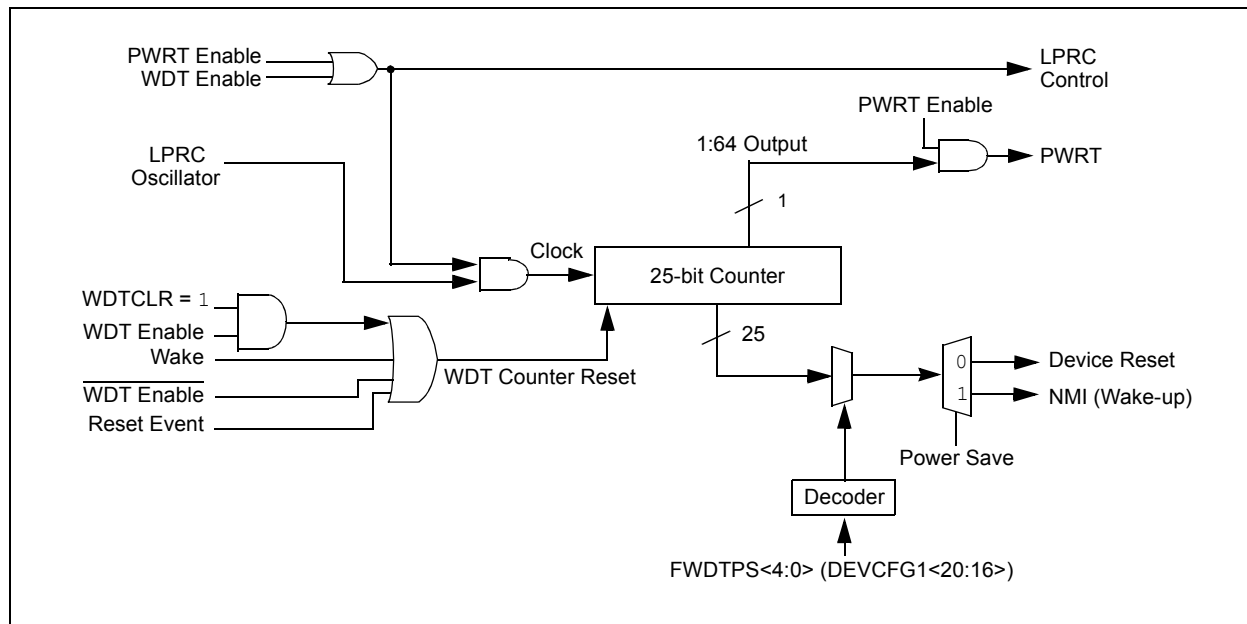 PWRT Enable
WDT Enable
LPRC
Control
PWRT Enable
1:64 Output
PWRT
LPRC
Oscillator
1
Clock
25-bit Counter
WDTCLR = 1
WDT Enable
Wake
WDT Enable
Reset Event
WDT Counter Reset
25
0
1
Device Reset
NMI (Wake-up)
Power Save
Decoder
FWDTPS<4:0> (DEVCFG1<20:16>)